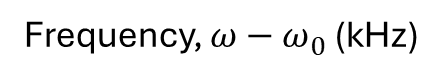 Frequency, ω − ω₀ (kHz)